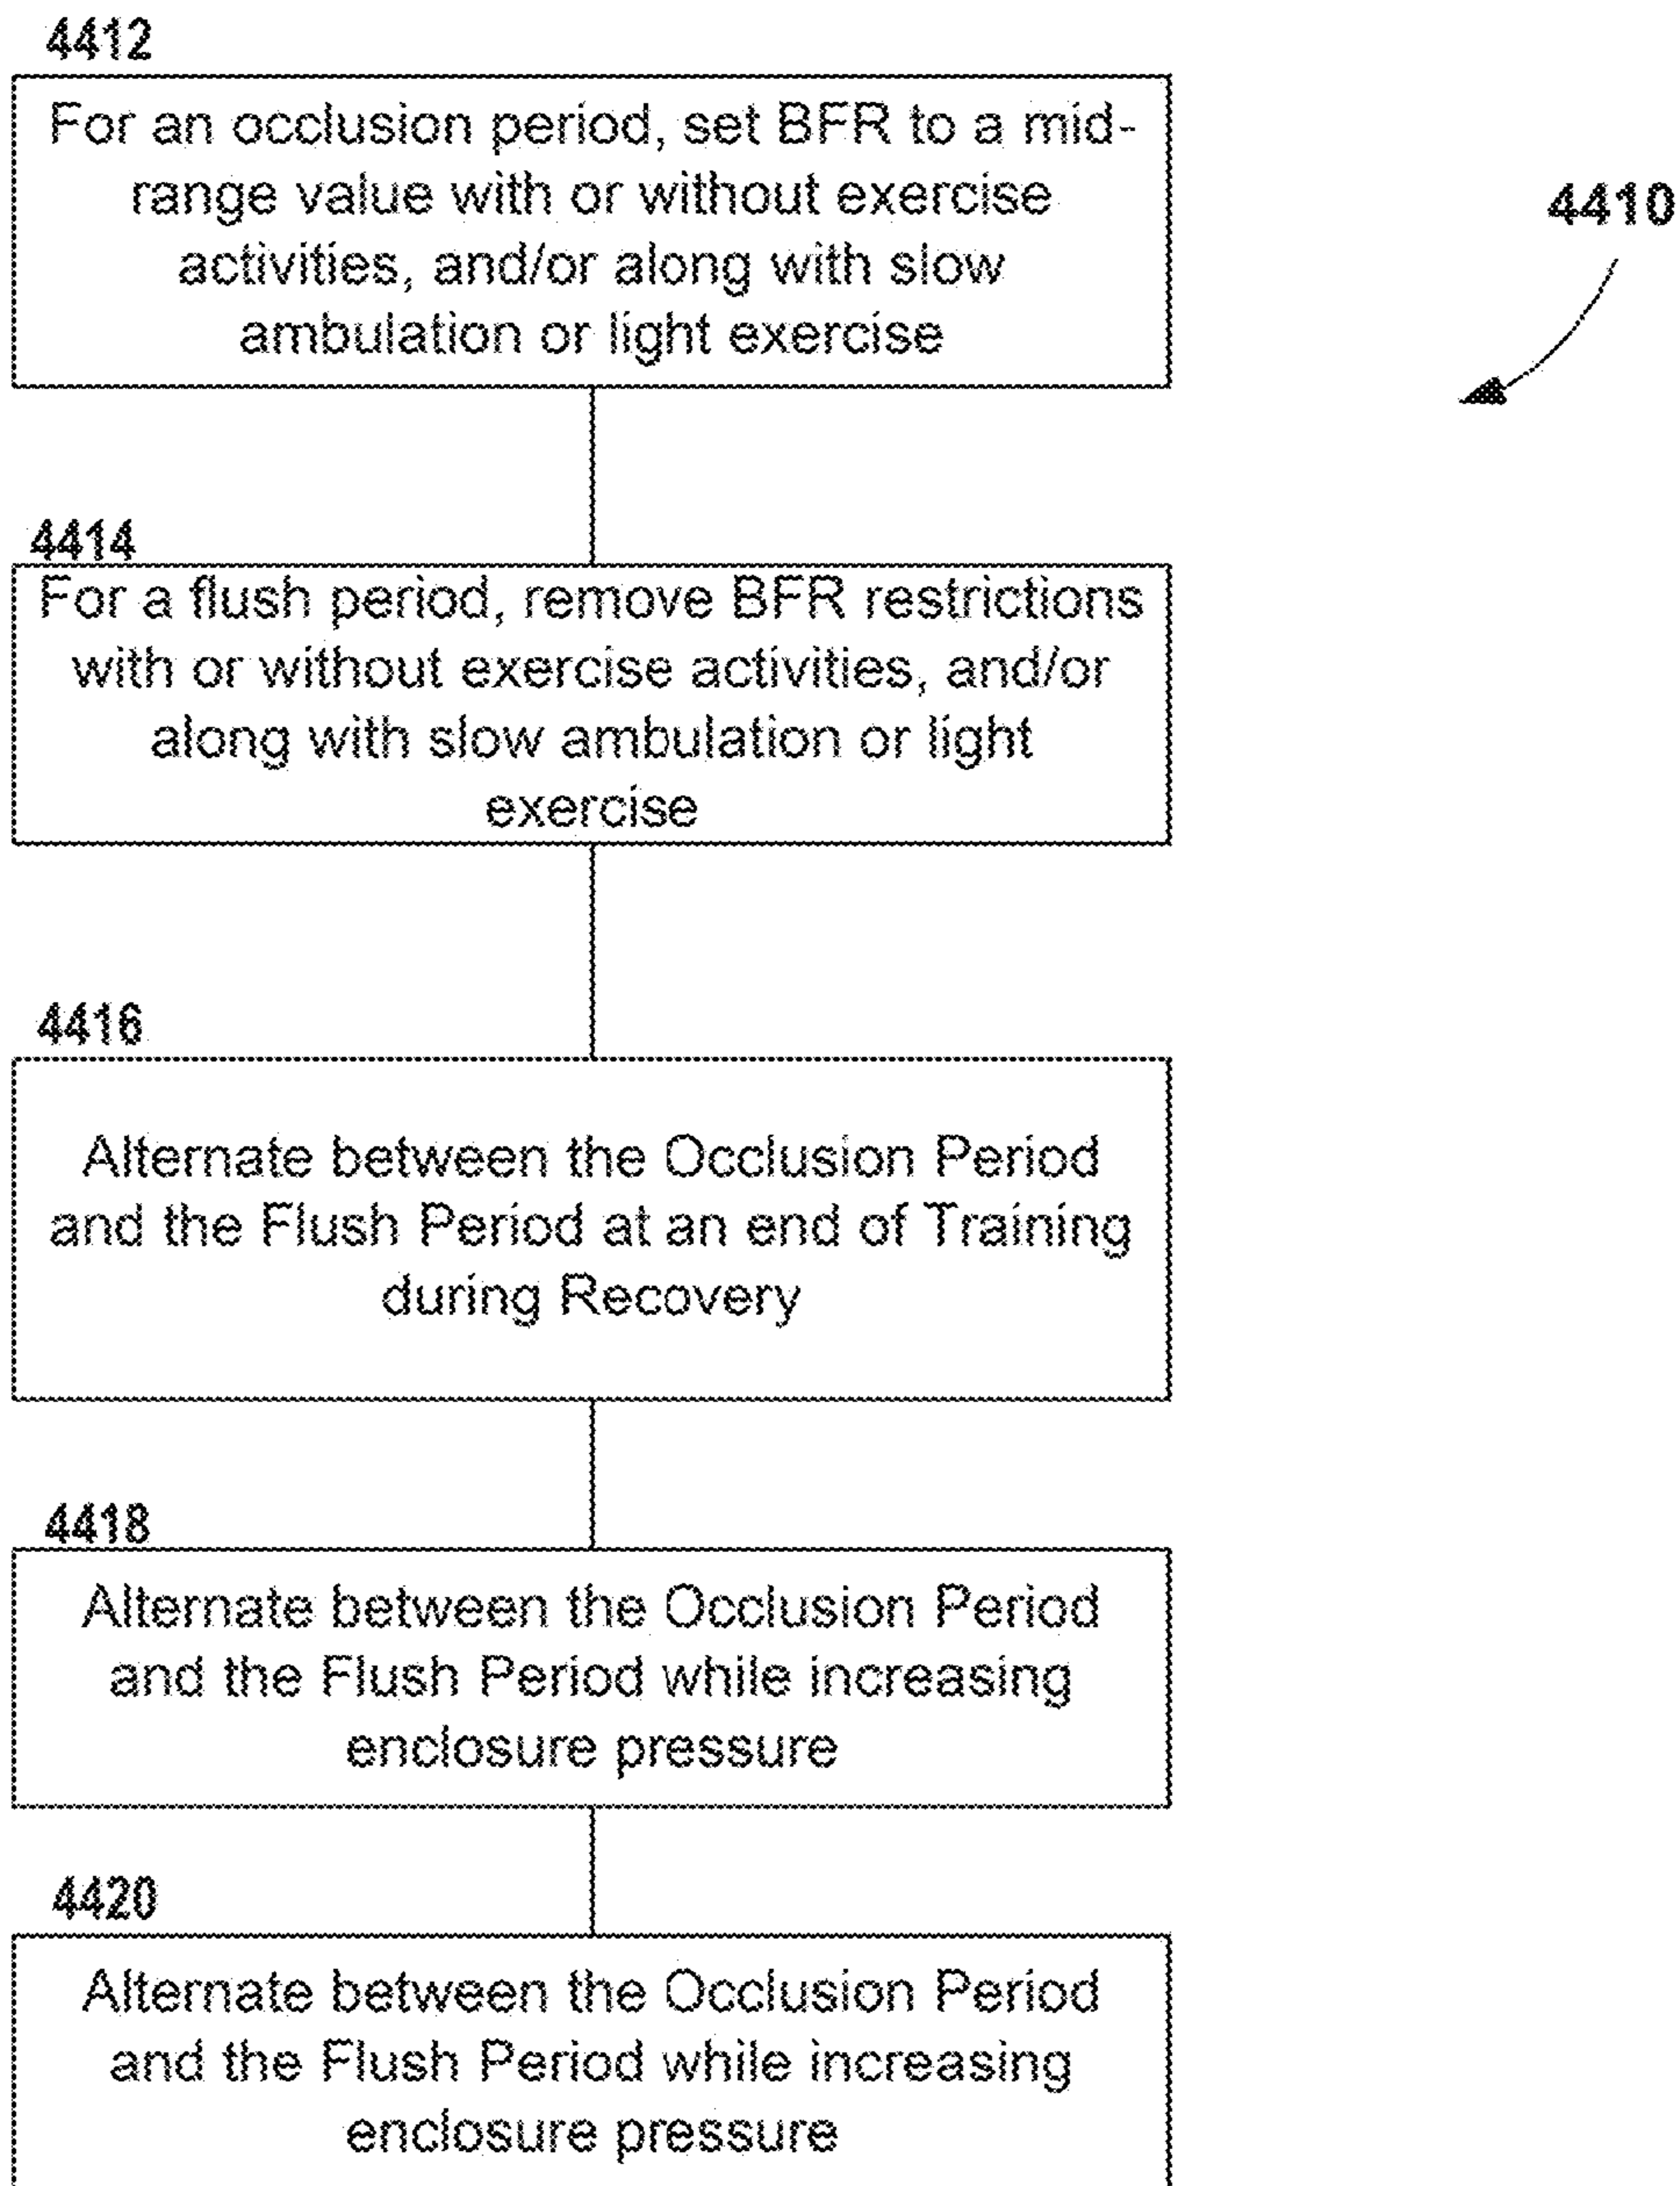 4412
For an occlusion period, set BFR to a mid-
range value with or without exercise
activities, and/or along with slow
ambulation or light exercise
4410
4414
For a flush period, remove BFR restrictions
with or without exercise activities, and/or
along with slow ambulation or light
exercise
4416
Alternate between the Occlusion Period
and the Flush Period at an end of Training
during Recovery
4418
Alternate between the Occlusion Period
and the Flush Period while increasing
enclosure pressure
4420
Alternate between the Occlusion Period
and the Flush Period while increasing
enclosure pressure